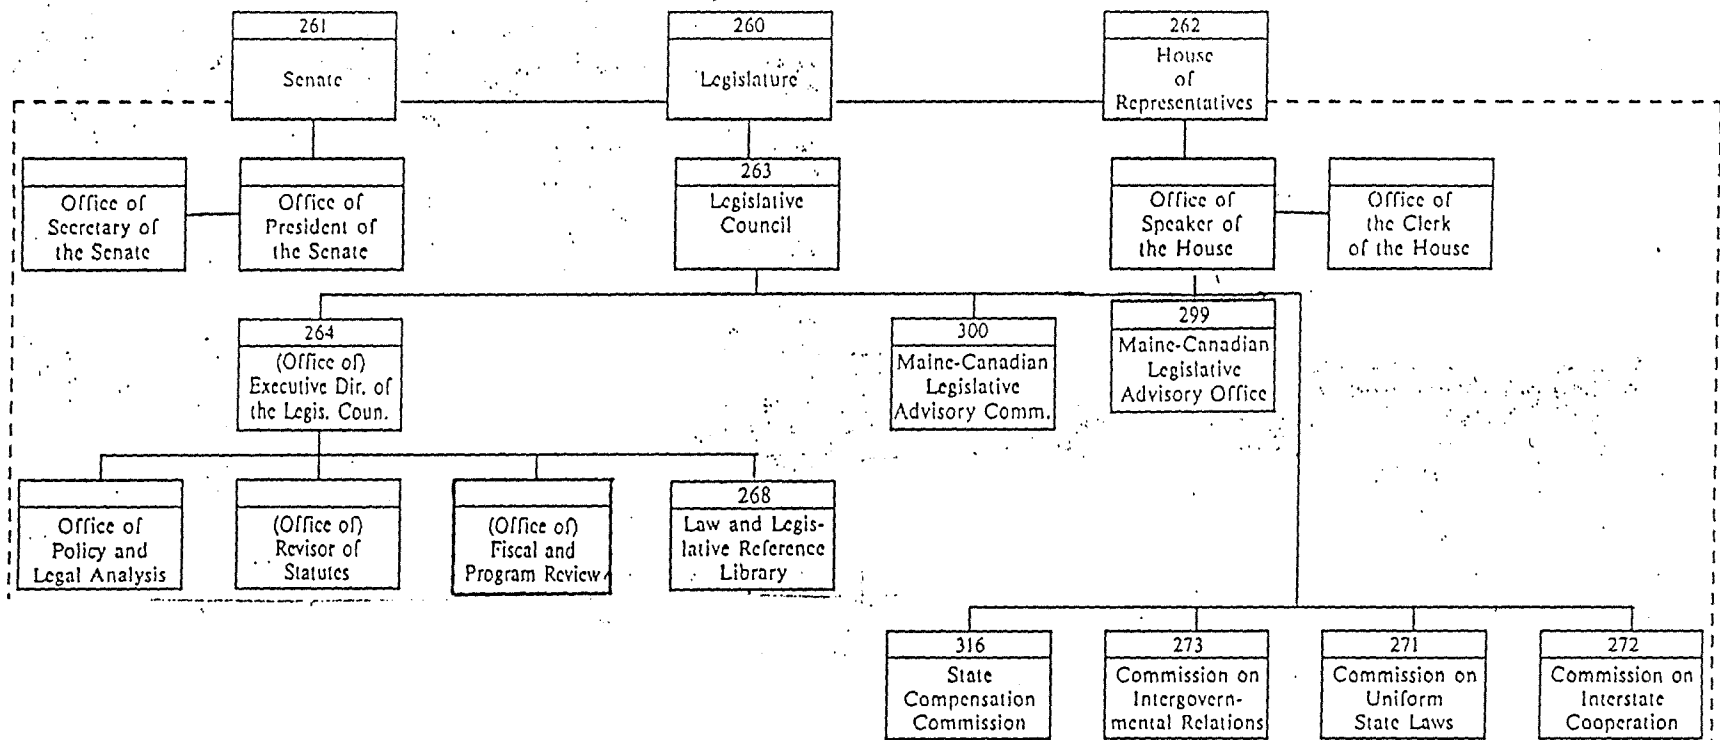 261
Senate
260
Legislature
262
House
of
Representatives
Office of
Secretary of
the Senate
Office of
President of
the Senate
263
Legislative
Council
Office of
Speaker of
the House
Office of
the Clerk
of the House
264
(Office of)
Executive Dir. of
the Legis. Coun.
300
Maine-Canadian
Legislative
Advisory Comm.
299
Maine-Canadian
Legislative
Advisory Office
Office of
Policy and
Legal Analysis
(Office of)
Revisor of
Statutes
(Office of)
Fiscal and
Program Review
268
Law and Legis-
lative Reference
Library
316
State
Compensation
Commission
273
Commission on
Intergovern-
mental Relations
271
Commission on
Uniform
State Laws
272
Commission on
Interstate
Cooperation